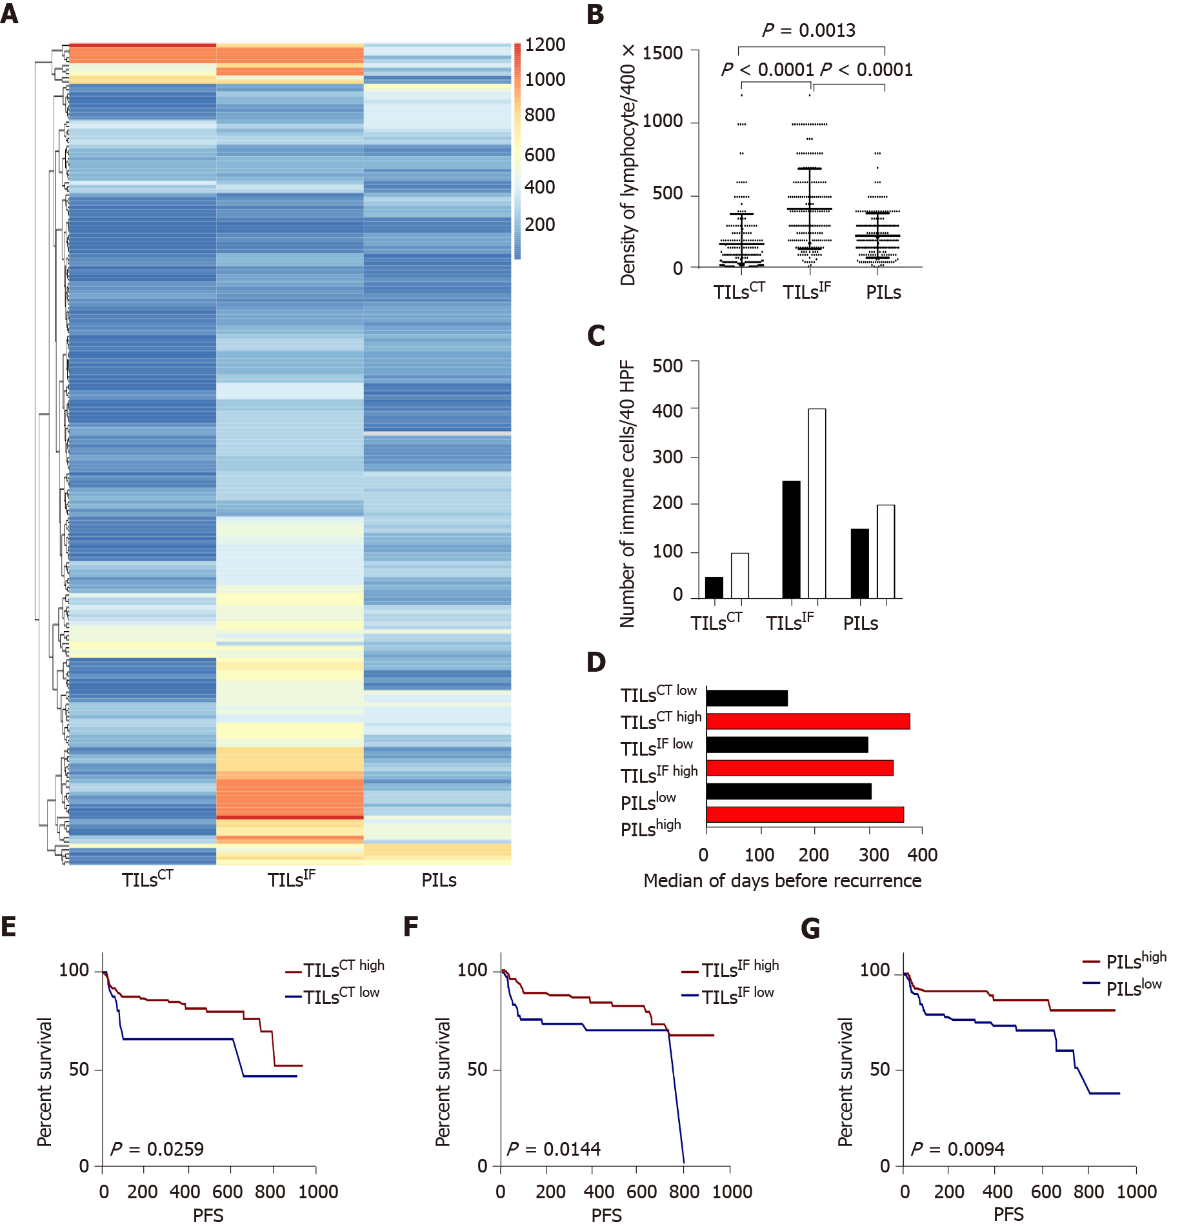 A
1200
1000
800
600
400
200
TILsCT
TILsIF
PILs
B
P = 0.0013
P < 0.0001
P < 0.0001
Density of lymphocyte/400 ×
1500
1000
500
0
TILsCT
TILsIF
PILs
C
Number of immune cells/40 HPF
500
400
300
200
100
0
TILsCT
TILsIF
PILs
D
TILsCT low
TILsCT high
TILsIF low
TILsIF high
PILslow
PILshigh
0 100 200 300 400
Median of days before recurrence
E
Percent survival
100
50
0
TILsCT high
TILsCT low
P = 0.0259
0 200 400 600 800 1000
PFS
F
Percent survival
100
50
0
TILsIF high
TILsIF low
P = 0.0144
0 200 400 600 800 1000
PFS
G
Percent survival
100
50
0
PILshigh
PILslow
P = 0.0094
0 200 400 600 800 1000
PFS